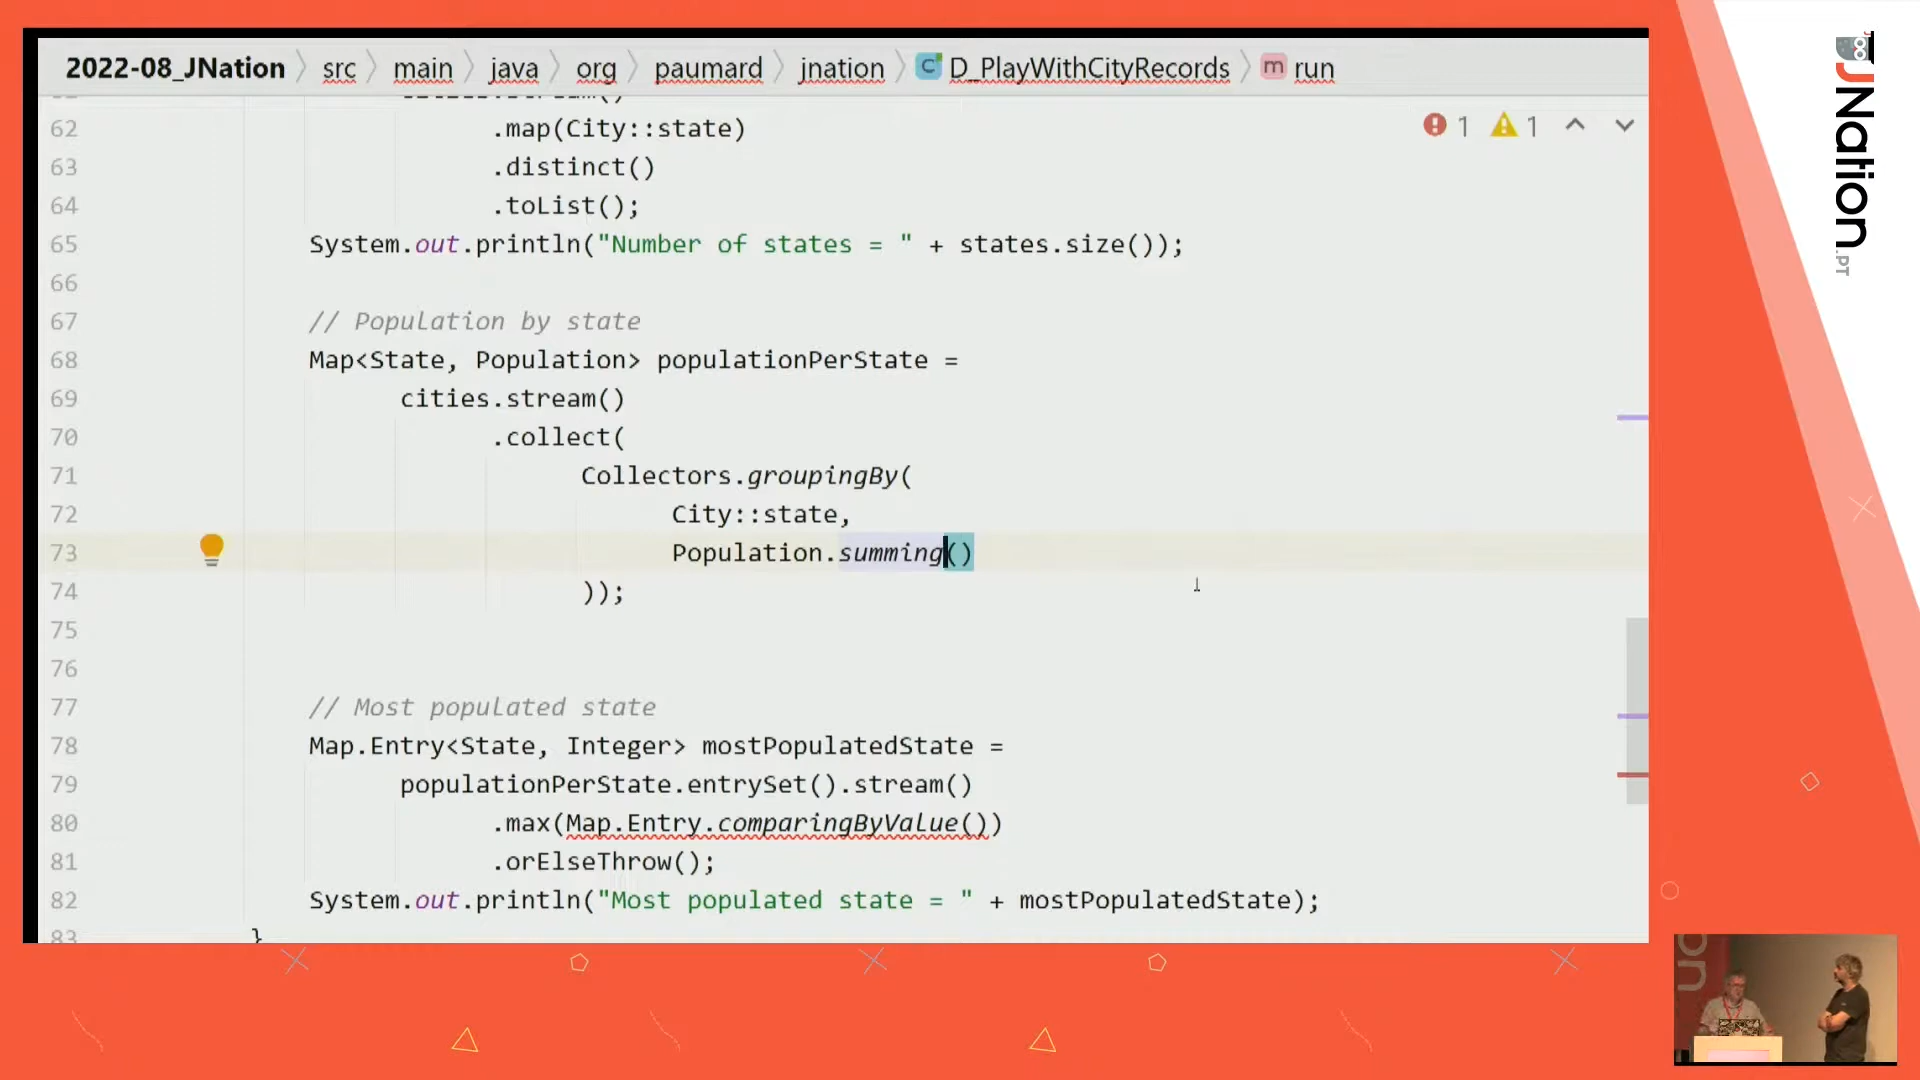 2022-08_JNation src main java org paumard jnation C D_PlayWithCityRecords m run
62 .map(City::state)
1 1
63 .distinct()
64 .toList();
65 System.out.println("Number of states = " + states.size());
66
67 // Population by state
68 Map<State, Population> populationPerState =
69 cities.stream()
70 .collect(
71 Collectors.groupingBy(
72 City::state,
73 Population.summing()
74 ));
75
76
77 // Most populated state
78 Map.Entry<State, Integer> mostPopulatedState =
79 populationPerState.entrySet().stream()
80 .max(Map.Entry.comparingByValue())
81 .orElseThrow();
82 System.out.println("Most populated state = " + mostPopulatedState);
83 }
JNation.PT
on